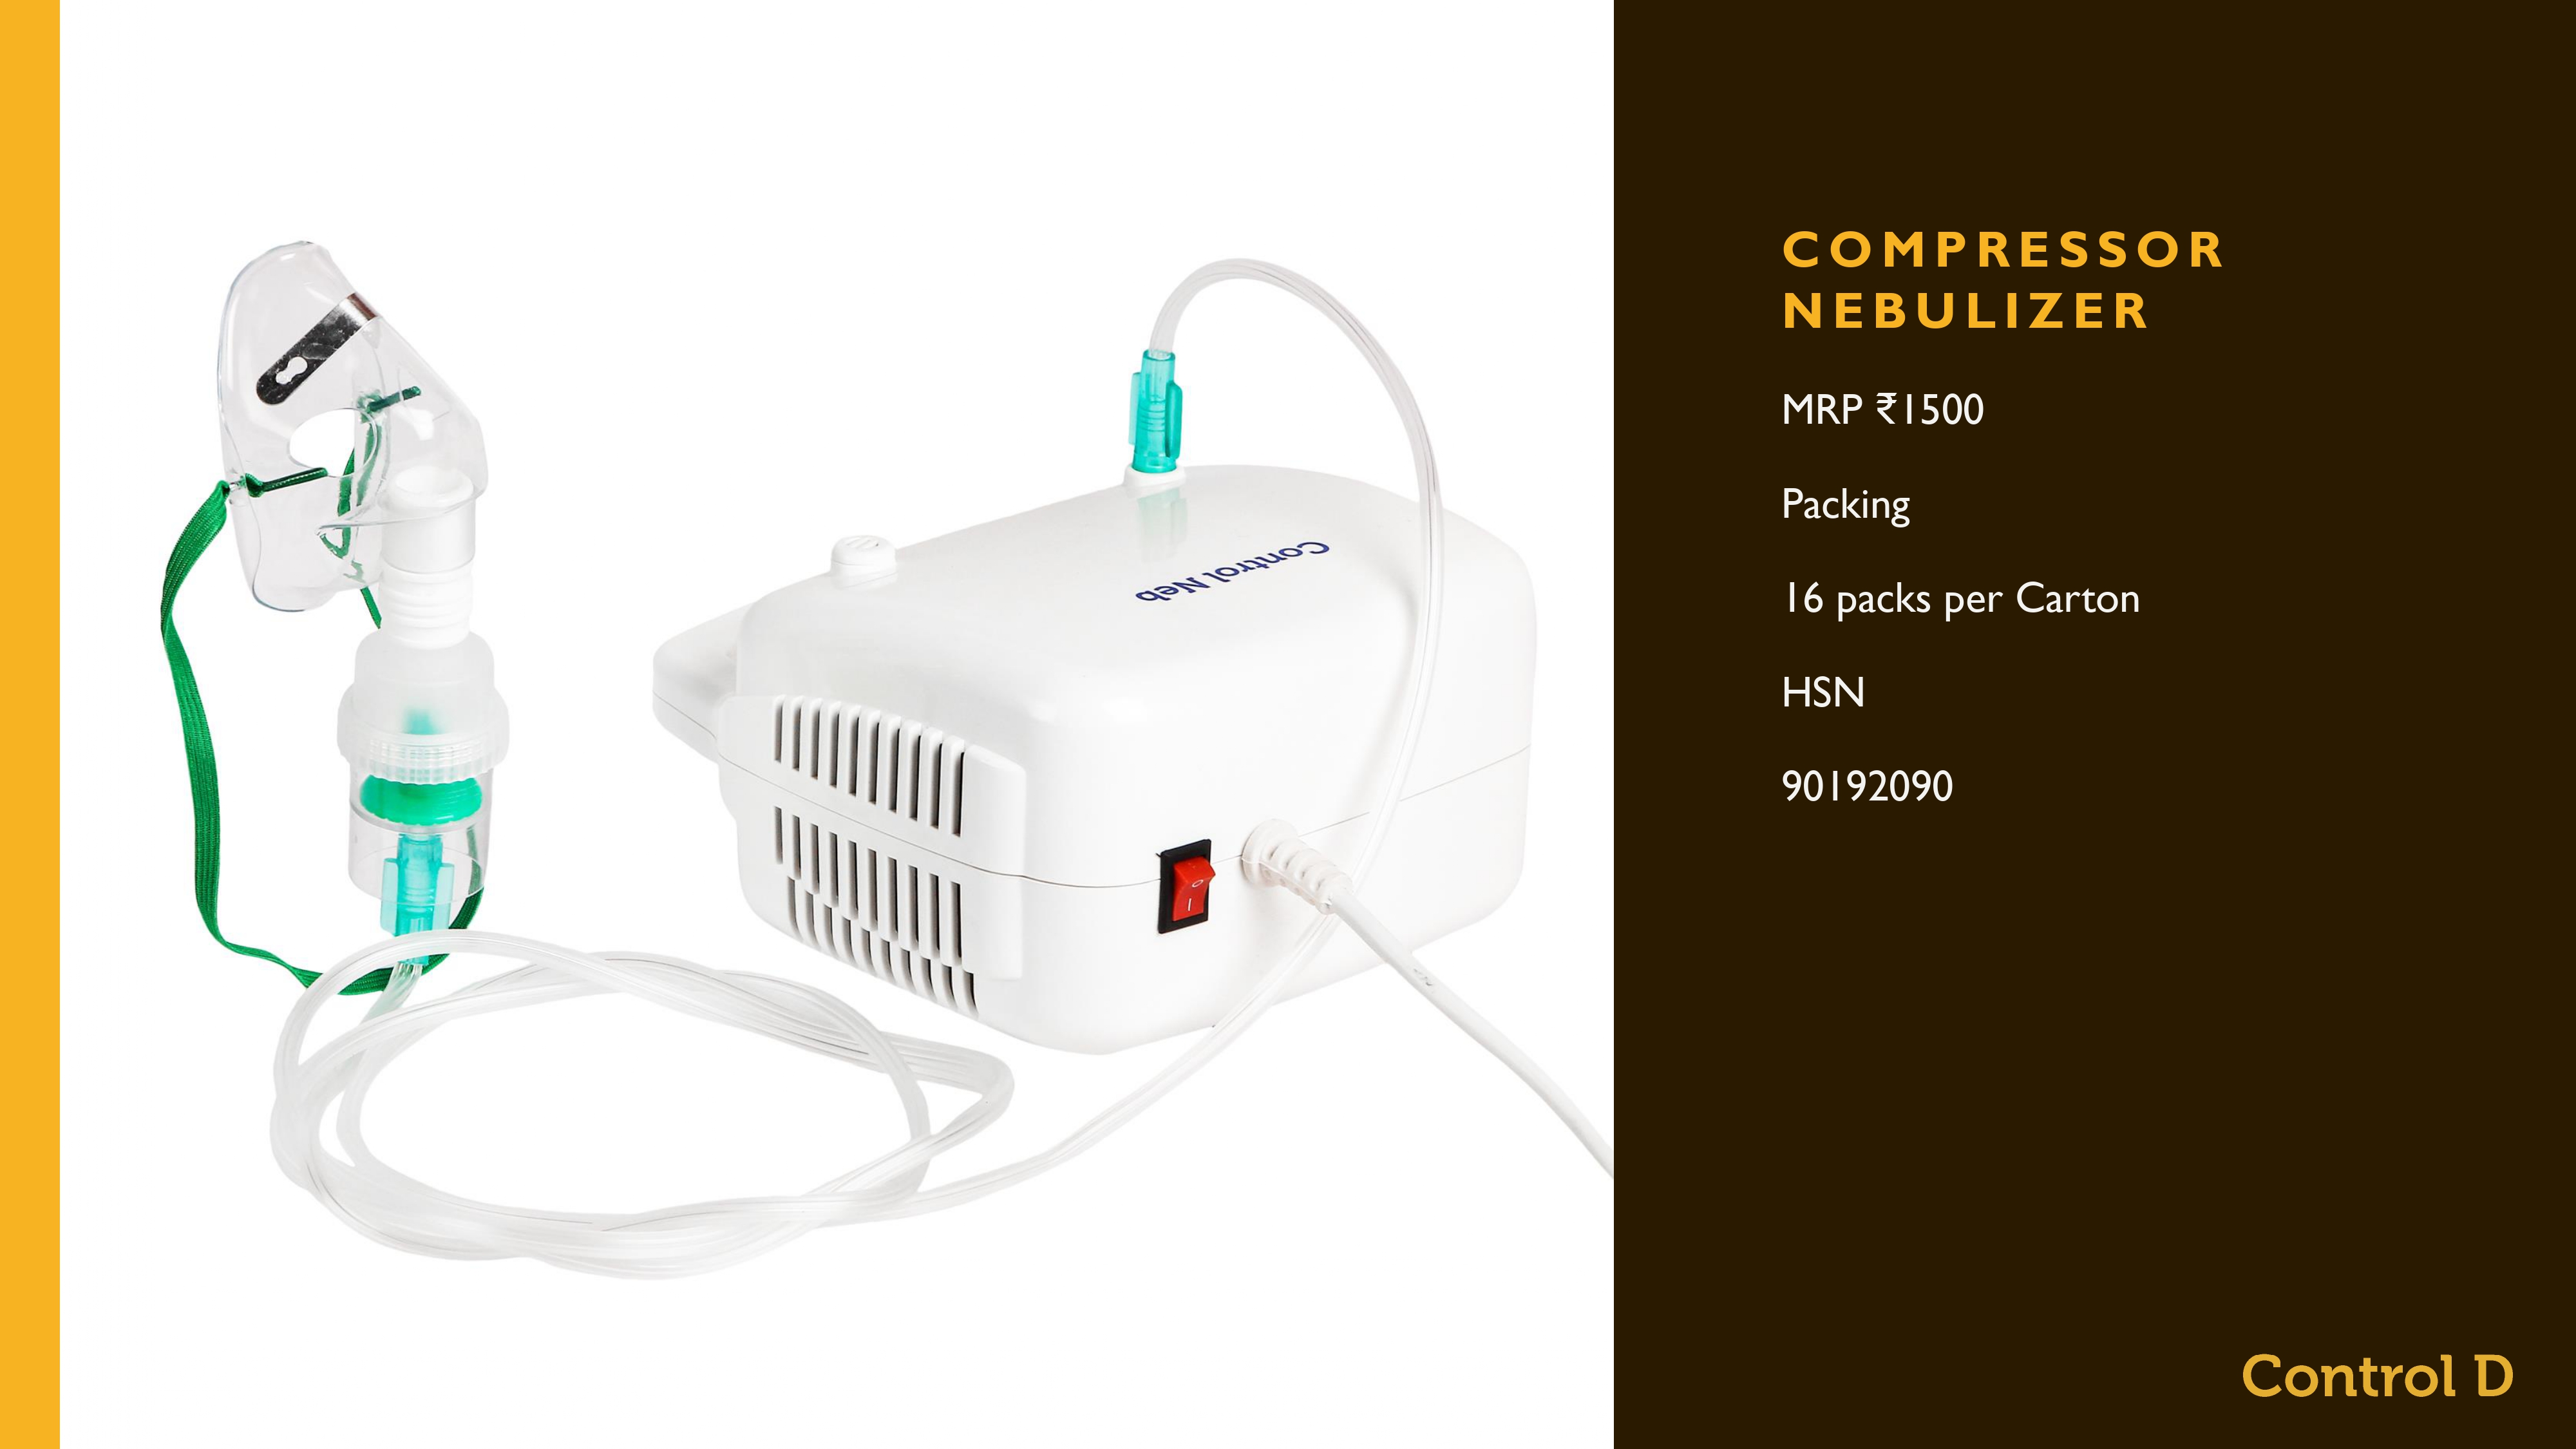 Control Neb
COMPRESSOR
NEBULIZER
MRP ₹1500
Packing
16 packs per Carton
HSN
90192090
Control D